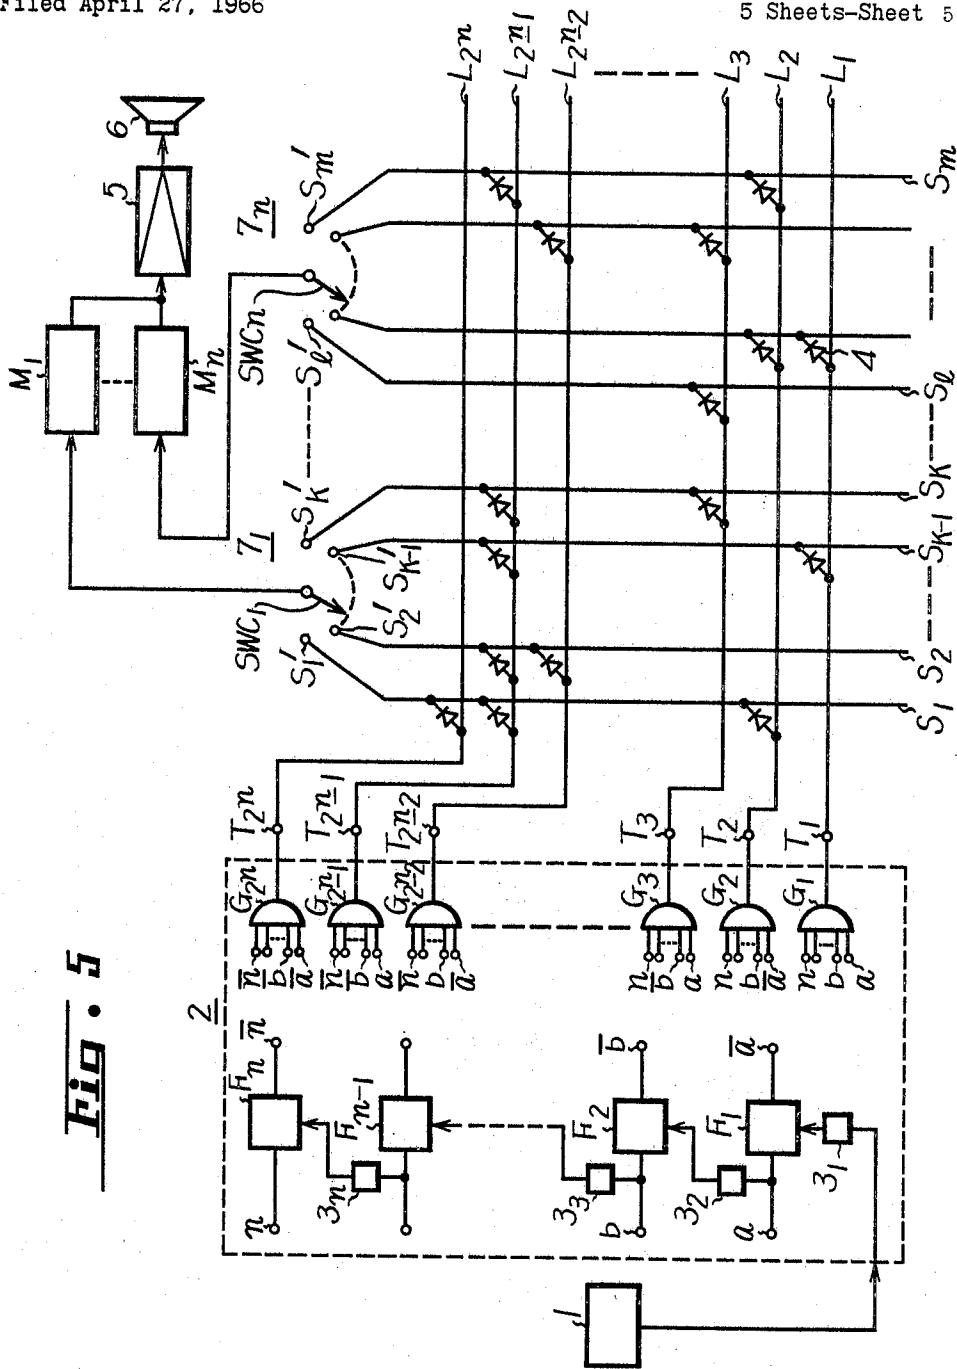 Filed April 27, 1966
5 Sheets-Sheet 5
Fig. 5
1
2
3₁
3₂
3₃
3n
F₁
F₂
Fn-1
Fn
a
a̅
b
b̅
n
n̅
G₂n
n̅
b̅
a̅
G₂n-1
n̅
b̅
a
G₂n-2
n̅
b
a̅
G₃
n
b̅
a
G₂
n
b
a̅
G₁
n
b
a
T₂n
T₂n-1
T₂n-2
T₃
T₂
T₁
S₁'
SWC₁
S₂'
7₁
SK-1'
SK'
Sℓ'
SWCn
7n
Sm'
M₁
Mn
5
6
4
S₁
S₂
SK-1
SK
Sℓ
Sm
L₂n
L₂n-1
L₂n-2
L₃
L₂
L₁